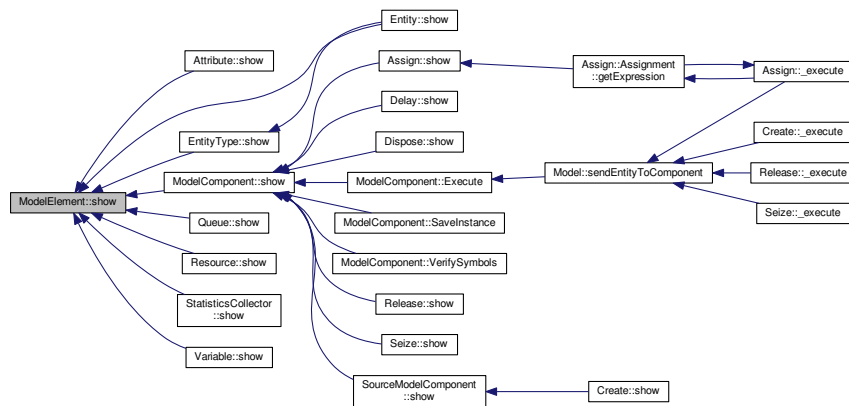 Entity::show
Attribute::show
Assign::show
Assign::Assignment
::getExpression
Assign::_execute
Delay::show
EntityType::show
Dispose::show
Create::_execute
ModelElement::show
ModelComponent::show
ModelComponent::Execute
Model::sendEntityToComponent
Release::_execute
Queue::show
ModelComponent::SaveInstance
Seize::_execute
Resource::show
ModelComponent::VerifySymbols
StatisticsCollector
::show
Release::show
Variable::show
Seize::show
SourceModelComponent
::show
Create::show